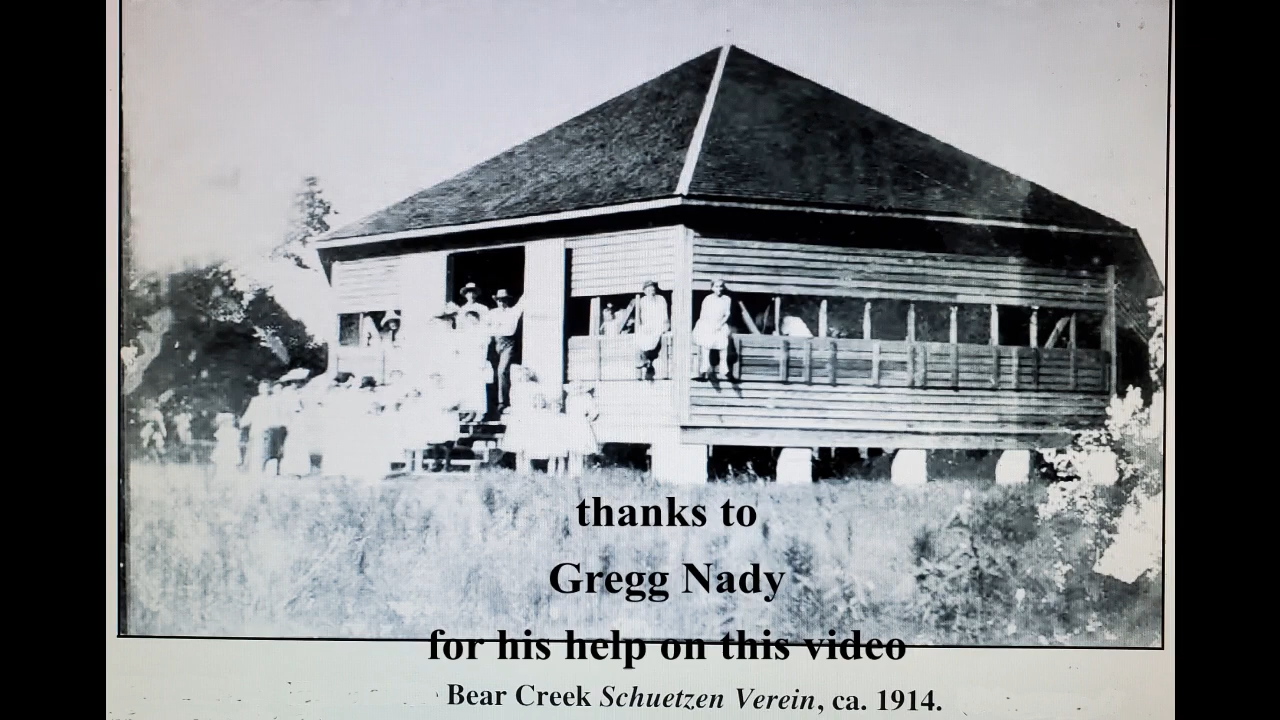 thanks to
Gregg Nady
for his help on this video
Bear Creek Schuetzen Verein, ca. 1914.